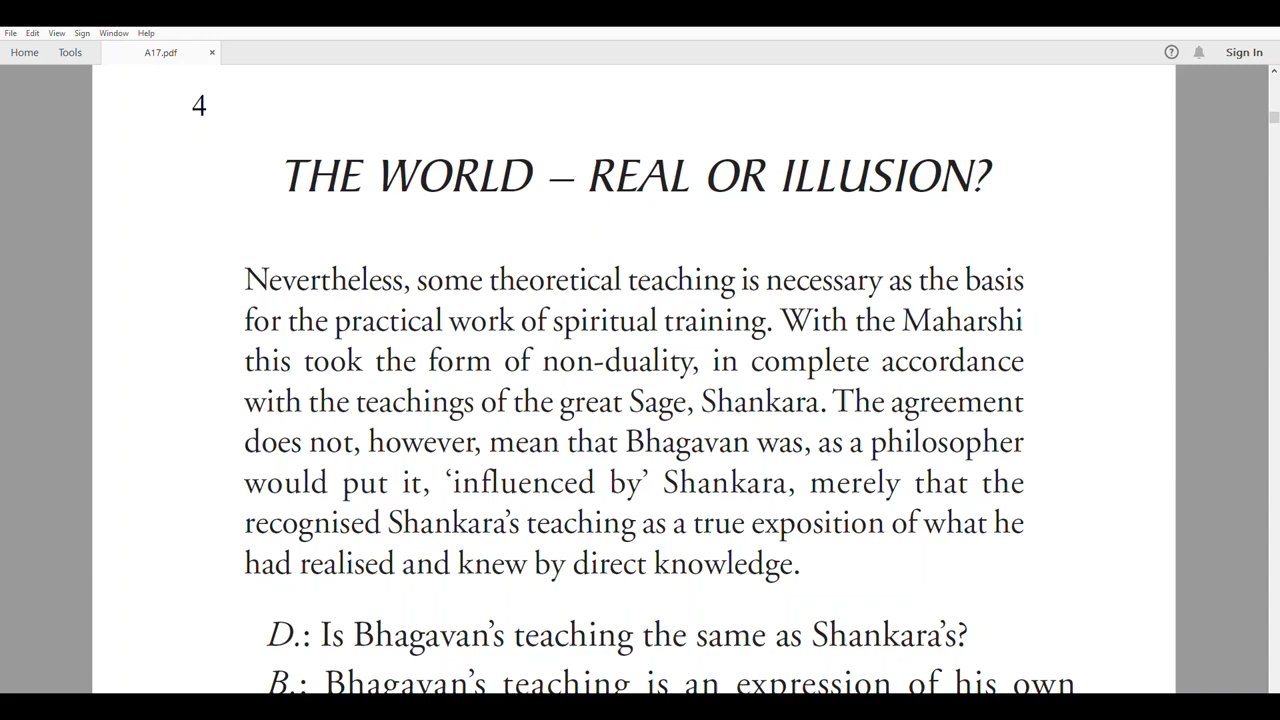 File Edit View Sign Window Help
Home Tools A17.pdf × ? Sign In
4
THE WORLD – REAL OR ILLUSION?
Nevertheless, some theoretical teaching is necessary as the basis
for the practical work of spiritual training. With the Maharshi
this took the form of non-duality, in complete accordance
with the teachings of the great Sage, Shankara. The agreement
does not, however, mean that Bhagavan was, as a philosopher
would put it, ‘influenced by’ Shankara, merely that the
recognised Shankara’s teaching as a true exposition of what he
had realised and knew by direct knowledge.
D.: Is Bhagavan’s teaching the same as Shankara’s?
B.: Bhagavan’s teaching is an expression of his own